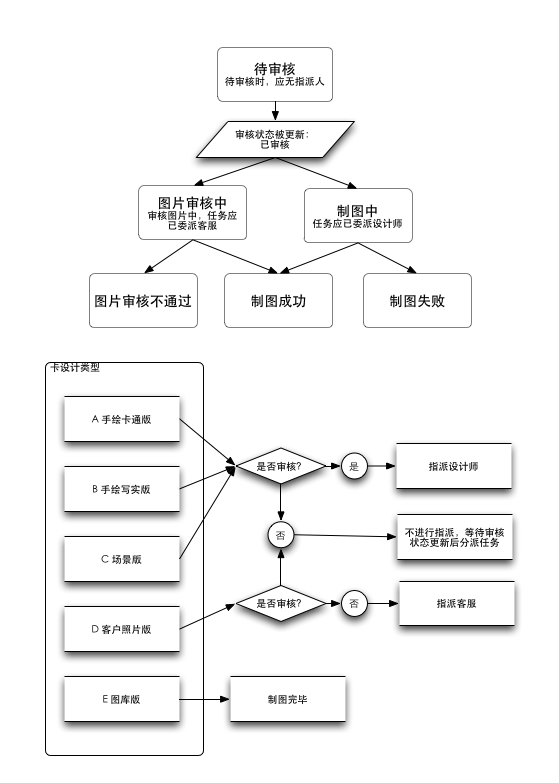 待审核
待审核时，应无指派人
审核状态被更新：
已审核
图片审核中
审核图片中，任务应
已委派客服
制图中
任务应已委派设计师
图片审核不通过
制图成功
制图失败
卡设计类型
A 手绘卡通版
B 手绘写实版
C 场景版
D 客户照片版
E 图库版
是否审核？
是
指派设计师
否
不进行指派，等待审核
状态更新后分派任务
是否审核？
否
指派客服
制图完毕